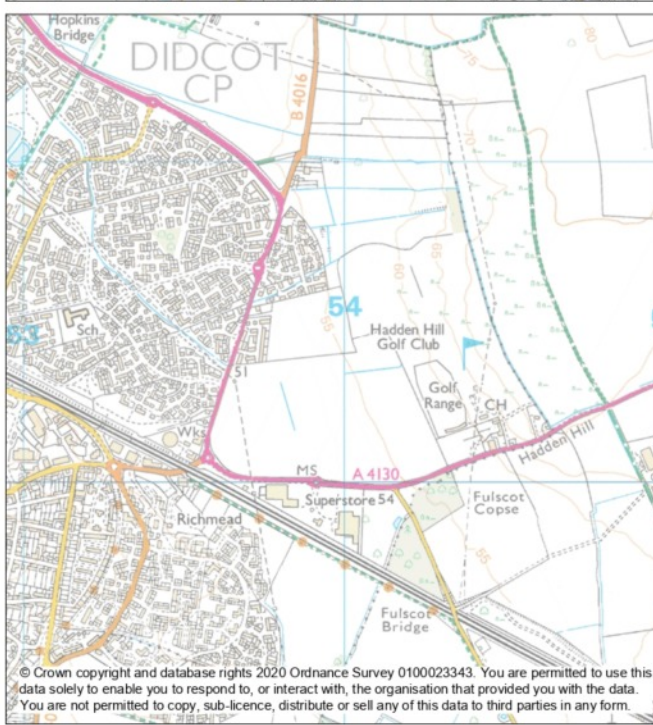 Hopkins
Bridge
DIDCOT
CP
B 4016
80
75
70
65
60
55
54
53
Hadden Hill
Golf Club
Sch
51
Golf
Range
CH
Wks
Hadden Hill
MS
A 4130
Superstore 54
Richmead
Fulscot
Copse
55
Fulscot
Bridge
© Crown copyright and database rights 2020 Ordnance Survey 0100023343. You are permitted to use this
data solely to enable you to respond to, or interact with, the organisation that provided you with the data.
You are not permitted to copy, sub-licence, distribute or sell any of this data to third parties in any form.